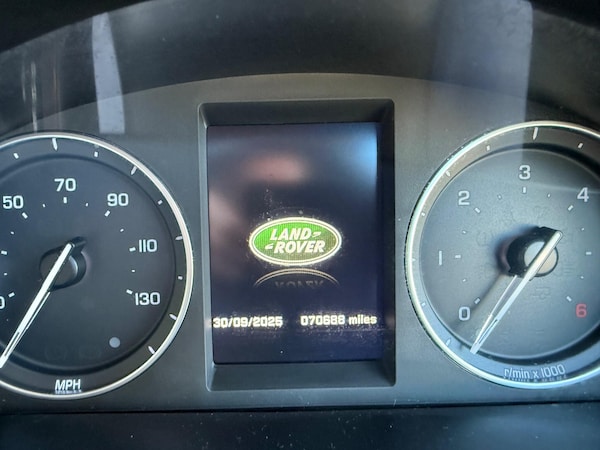 50 70 90 110 130
MPH
LAND-
-ROVER
30/09/2025 070688 miles
0 1 2 3 4 6
r/min x 1000